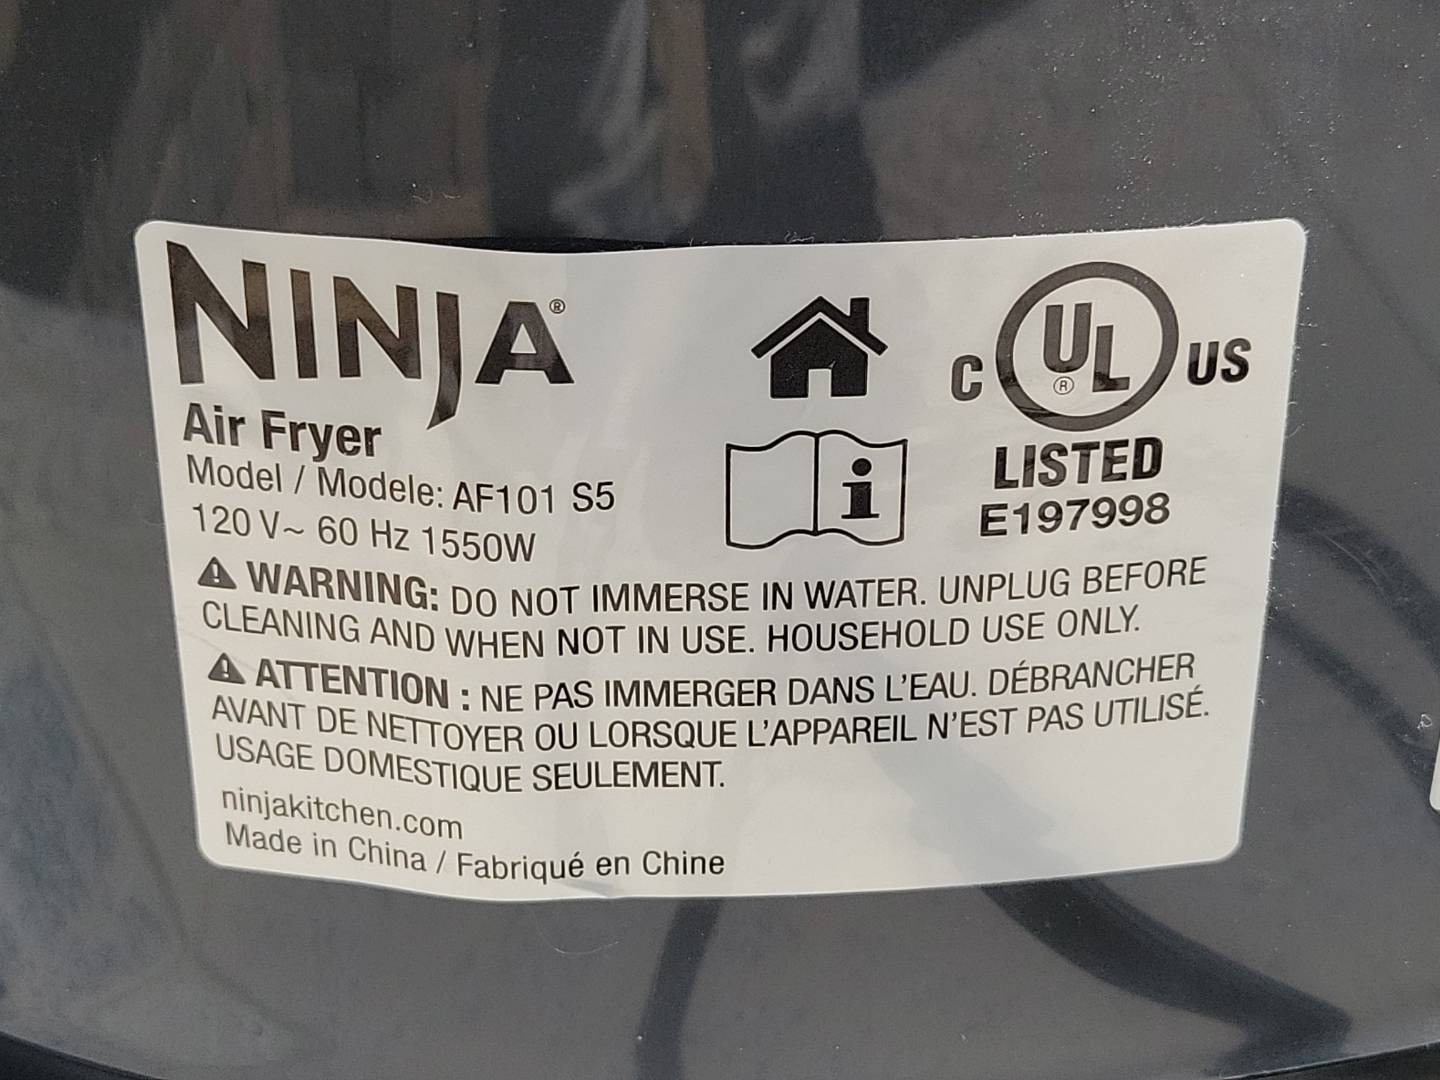 NINJA®
Air Fryer
Model / Modele: AF101 S5
120 V~ 60 Hz 1550W
C UL® US
LISTED
E197998
i
⚠ WARNING: DO NOT IMMERSE IN WATER. UNPLUG BEFORE
CLEANING AND WHEN NOT IN USE. HOUSEHOLD USE ONLY.
⚠ ATTENTION : NE PAS IMMERGER DANS L'EAU. DÉBRANCHER
AVANT DE NETTOYER OU LORSQUE L'APPAREIL N'EST PAS UTILISÉ.
USAGE DOMESTIQUE SEULEMENT.
ninjakitchen.com
Made in China / Fabriqué en Chine